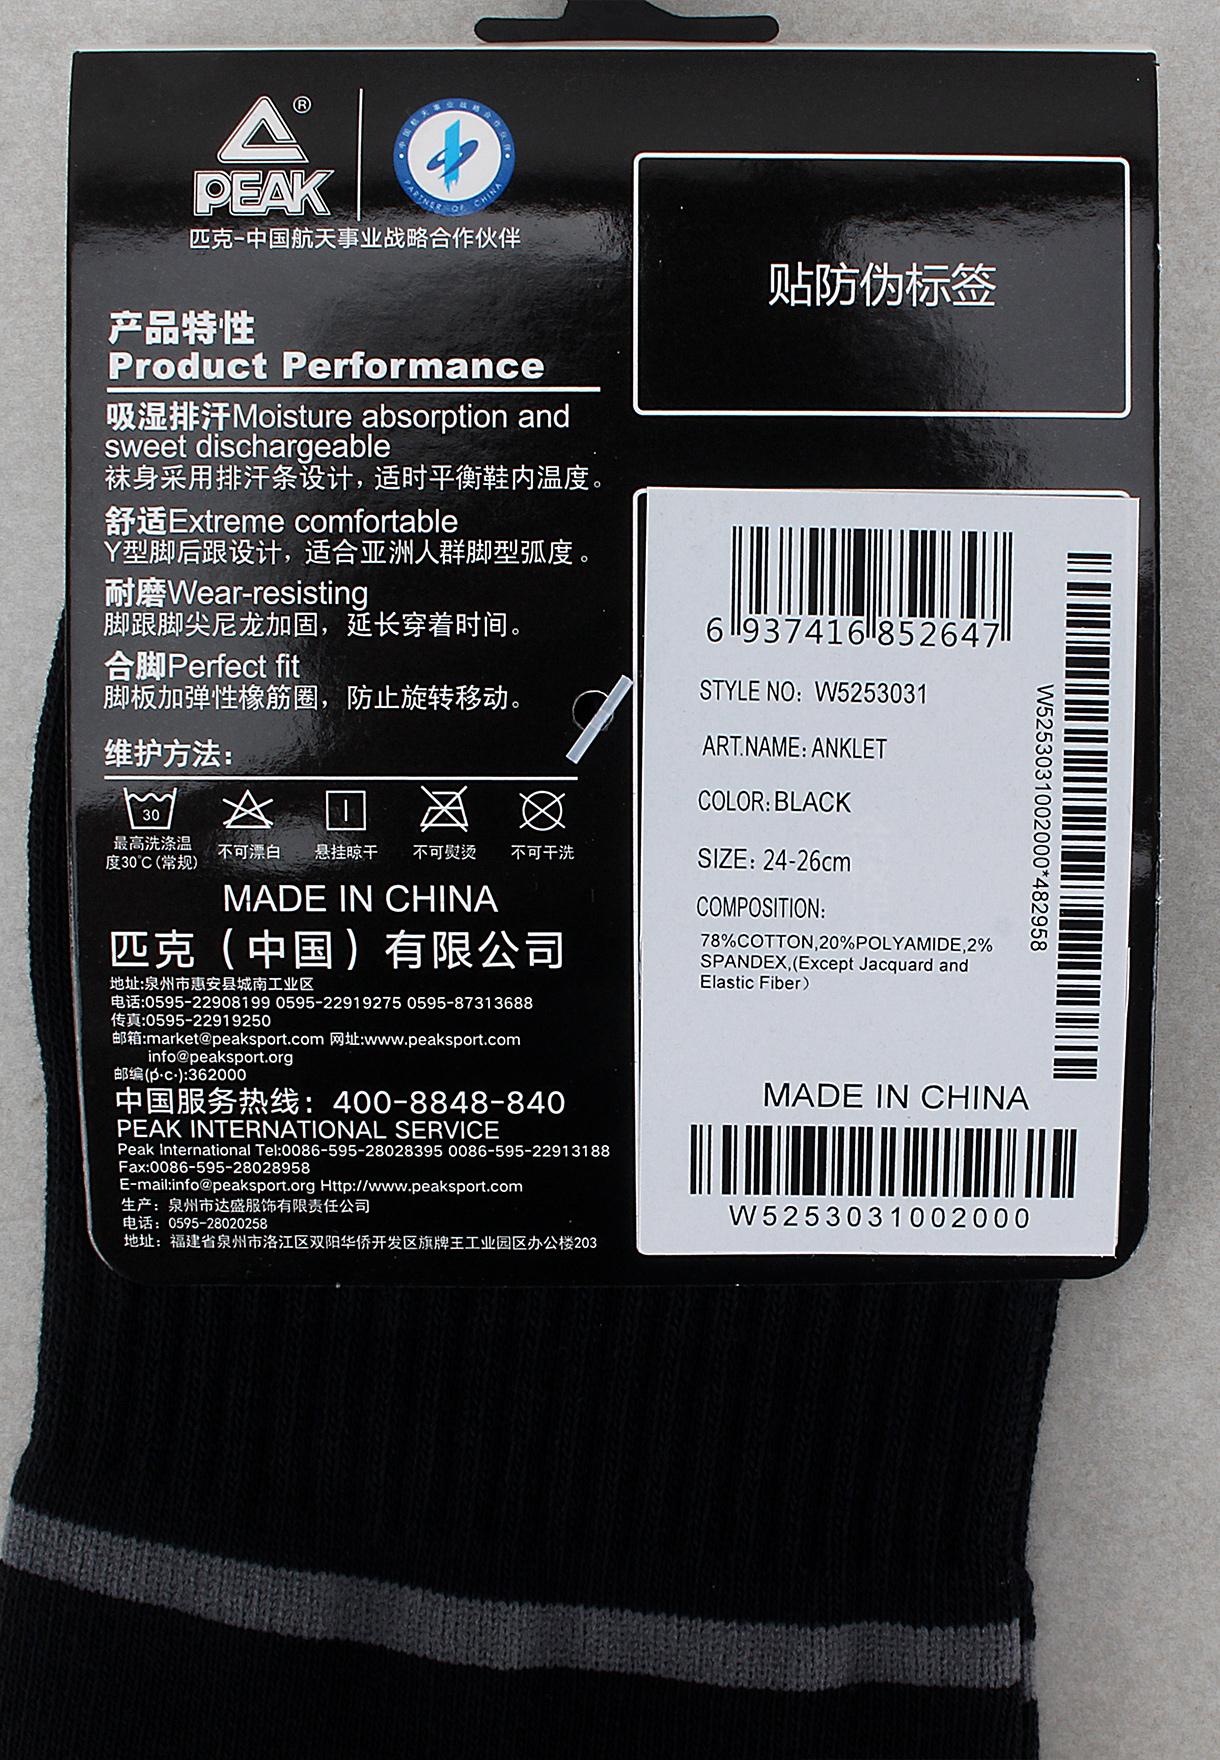 ®
PEAK
中国航天事业战略合作伙伴
PARTNER OF CHINA
匹克-中国航天事业战略合作伙伴
产品特性
Product Performance
吸湿排汗Moisture absorption and
sweet dischargeable
袜身采用排汗条设计，适时平衡鞋内温度。
舒适Extreme comfortable
Y型脚后跟设计，适合亚洲人群脚型弧度。
耐磨Wear-resisting
脚跟脚尖尼龙加固，延长穿着时间。
合脚Perfect fit
脚板加弹性橡筋圈，防止旋转移动。
维护方法：
30
最高洗涤温
度30℃(常规)
不可漂白
悬挂晾干
不可熨烫
不可干洗
MADE IN CHINA
匹克（中国）有限公司
地址:泉州市惠安县城南工业区
电话:0595-22908199 0595-22919275 0595-87313688
传真:0595-22919250
邮箱:market@peaksport.com 网址:www.peaksport.com
info@peaksport.org
邮编(p·c·):362000
中国服务热线：400-8848-840
PEAK INTERNATIONAL SERVICE
Peak International Tel:0086-595-28028395 0086-595-22913188
Fax:0086-595-28028958
E-mail:info@peaksport.org Http://www.peaksport.com
生产：泉州市达盛服饰有限责任公司
电话：0595-28020258
地址：福建省泉州市洛江区双阳华侨开发区旗牌王工业园区办公楼203
贴防伪标签
6 937416 852647
STYLE NO: W5253031
ART.NAME: ANKLET
COLOR: BLACK
SIZE: 24-26cm
COMPOSITION:
78%COTTON,20%POLYAMIDE,2%
SPANDEX,(Except Jacquard and
Elastic Fiber）
MADE IN CHINA
W5253031002000
W5253031002000*482958